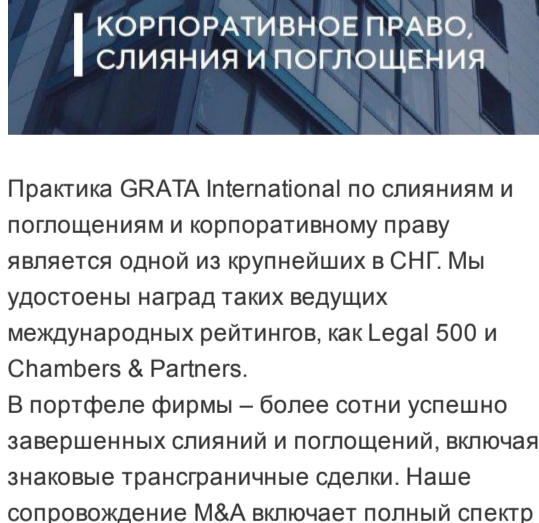 КОРПОРАТИВНОЕ ПРАВО,
СЛИЯНИЯ И ПОГЛОЩЕНИЯ
Практика GRATA International по слияниям и
поглощениям и корпоративному праву
является одной из крупнейших в СНГ. Мы
удостоены наград таких ведущих
международных рейтингов, как Legal 500 и
Chambers & Partners.
В портфеле фирмы – более сотни успешно
завершенных слияний и поглощений, включая
знаковые трансграничные сделки. Наше
сопровождение M&A включает полный спектр